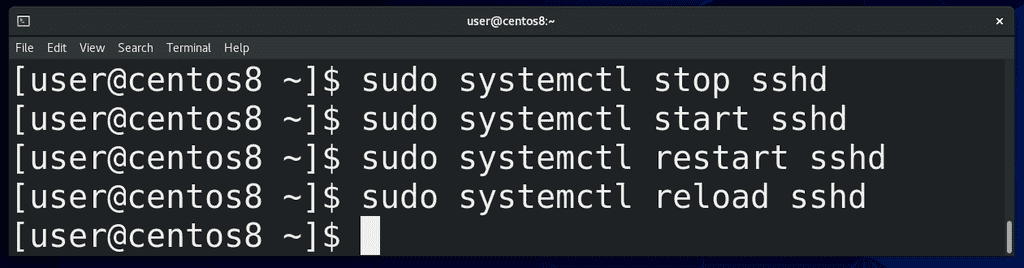 user@centos8:~
File Edit View Search Terminal Help
[user@centos8 ~]$ sudo systemctl stop sshd
[user@centos8 ~]$ sudo systemctl start sshd
[user@centos8 ~]$ sudo systemctl restart sshd
[user@centos8 ~]$ sudo systemctl reload sshd
[user@centos8 ~]$